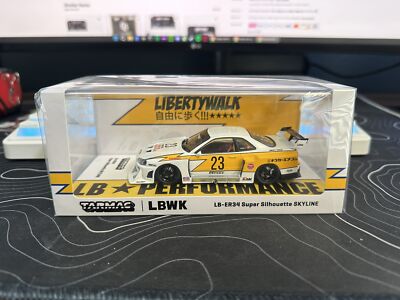 LIBERTYWALK
自由に歩く!!!★★★★★
23
LB★PERFORMANCE
TARMAC
LBWK
LB-ER34 Super Silhouette SKYLINE